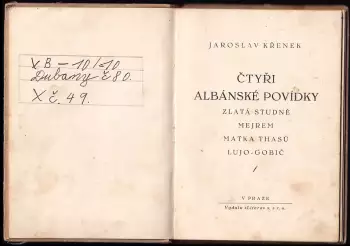 X B - 10/-10
Dubany č 80.
X č. 49.
JAROSLAV KŘENEK
ČTYŘI
ALBÁNSKÉ POVÍDKY
ZLATÁ STUDNĚ
MEJREM
MATKA THASŮ
LUJO-GOBIČ
V PRAZE